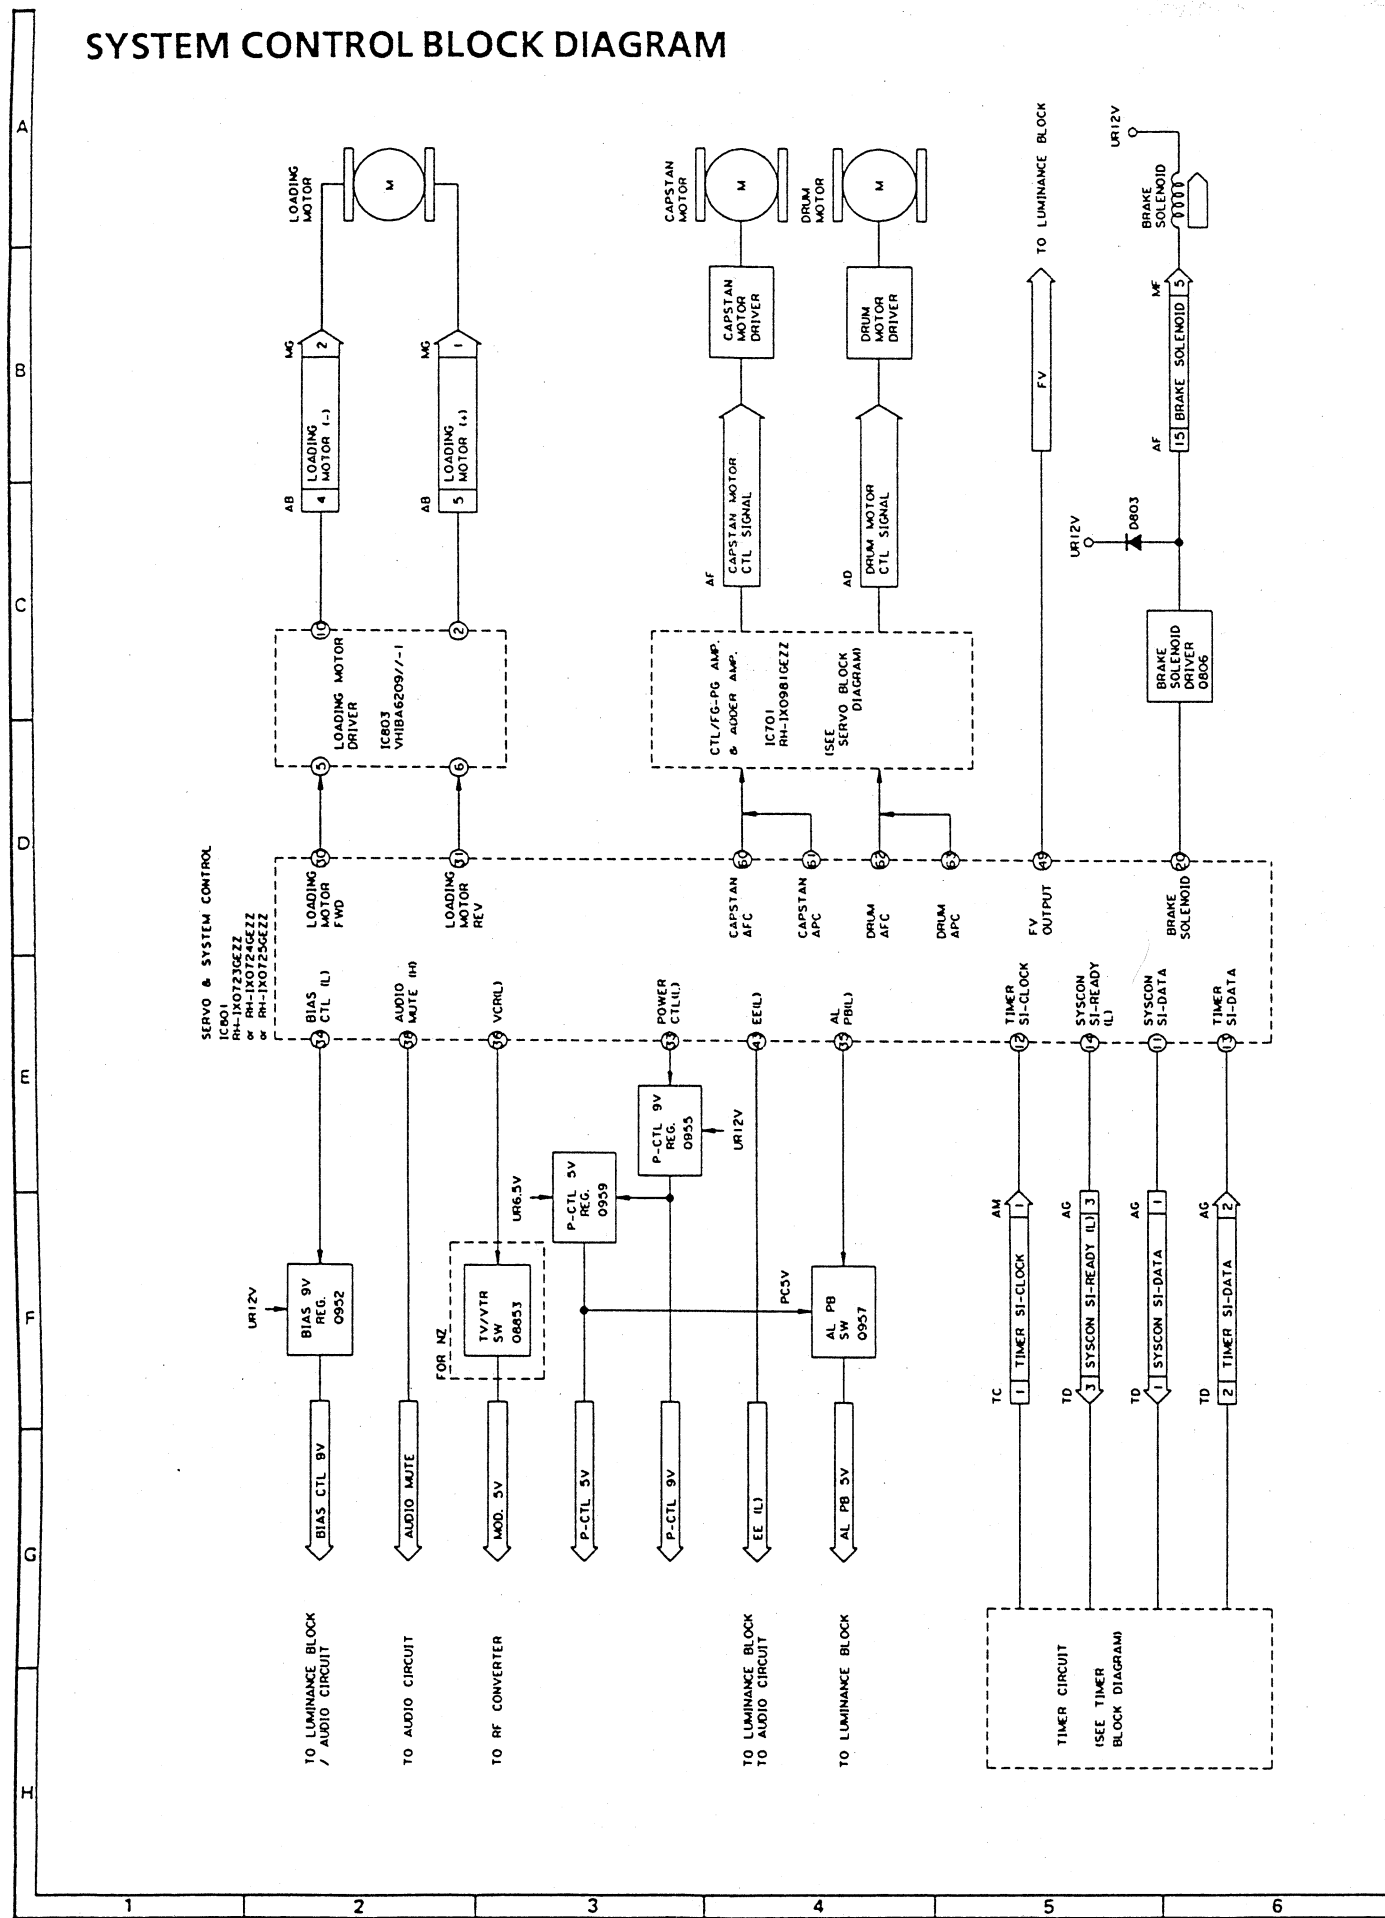 SYSTEM CONTROL BLOCK DIAGRAM
A
B
C
D
E
F
G
H
1
2
3
4
5
6
LOADING
MOTOR
M
MG
2
LOADING
MOTOR (-)
4
AB
MG
1
LOADING
MOTOR (+)
5
AB
10
2
LOADING MOTOR
DRIVER
IC803
VHIBA6209//-1
5
6
CAPSTAN
MOTOR
M
CAPSTAN
MOTOR
DRIVER
CAPSTAN MOTOR
CTL SIGNAL
AF
DRUM
MOTOR
M
DRUM
MOTOR
DRIVER
DRUM MOTOR
CTL SIGNAL
AD
CTL/FG-PG AMP.
& ADDER AMP.
IC701
RH-IX0981GEZZ
(SEE
SERVO BLOCK
DIAGRAM)
TO LUMINANCE BLOCK
FV
UR12V
BRAKE
SOLENOID
MF
5
BRAKE SOLENOID
15
AF
UR12V
D803
BRAKE
SOLENOID
DRIVER
Q806
SERVO & SYSTEM CONTROL
IC801
RH-IX0723GEZZ
or RH-IX0724GEZZ
or RH-IX0725GEZZ
30
LOADING
MOTOR
FWD
31
LOADING
MOTOR
REV
60
CAPSTAN
AFC
61
CAPSTAN
APC
62
DRUM
AFC
63
DRUM
APC
49
FV
OUTPUT
20
BRAKE
SOLENOID
BIAS
CTL (L)
34
AUDIO
MUTE (H)
38
VCR(L)
36
POWER
CTL(L)
33
EE(L)
43
AL
PB(L)
35
TIMER
SI-CLOCK
12
SYSCON
SI-READY
(L)
14
SYSCON
SI-DATA
11
TIMER
SI-DATA
13
UR12V
BIAS 9V
REG.
Q952
FOR NZ
TV/VTR
SW
Q8853
UR6.5V
P-CTL 5V
REG.
Q959
P-CTL 9V
REG.
Q955
UR12V
PC5V
AL PB
SW
Q957
BIAS CTL 9V
AUDIO MUTE
MOD. 5V
P-CTL 5V
P-CTL 9V
EE (L)
AL PB 5V
TO LUMINANCE BLOCK
/ AUDIO CIRCUIT
TO AUDIO CIRCUIT
TO RF CONVERTER
TO LUMINANCE BLOCK
TO AUDIO CIRCUIT
TO LUMINANCE BLOCK
AM
1
TIMER SI-CLOCK
1
TC
AG
3
SYSCON SI-READY (L)
3
TD
AG
1
SYSCON SI-DATA
1
TD
AG
2
TIMER SI-DATA
2
TD
TIMER CIRCUIT
(SEE TIMER
BLOCK DIAGRAM)